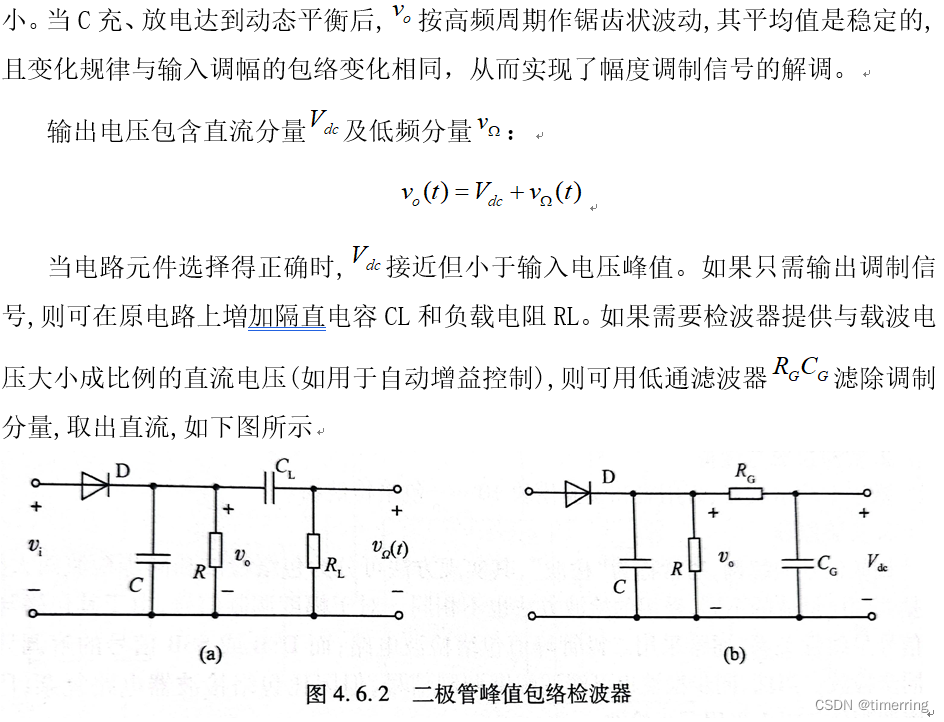 小。当 C 充、放电达到动态平衡后, vo 按高频周期作锯齿状波动,其平均值是稳定的,
且变化规律与输入调幅的包络变化相同，从而实现了幅度调制信号的解调。
输出电压包含直流分量 Vdc 及低频分量 vΩ：
vo(t) = Vdc + vΩ(t)
当电路元件选择得正确时, Vdc 接近但小于输入电压峰值。如果只需输出调制信
号,则可在原电路上增加隔直电容 CL 和负载电阻 RL。如果需要检波器提供与载波电
压大小成比例的直流电压(如用于自动增益控制),则可用低通滤波器 RGCG 滤除调制
分量,取出直流,如下图所示
D CL
+ + +
vi C R vo RL vΩ(t)
− − −
(a)
D RG
+ +
C R vo CG Vdc
− −
(b)
图 4.6.2 二极管峰值包络检波器
CSDN @timerring